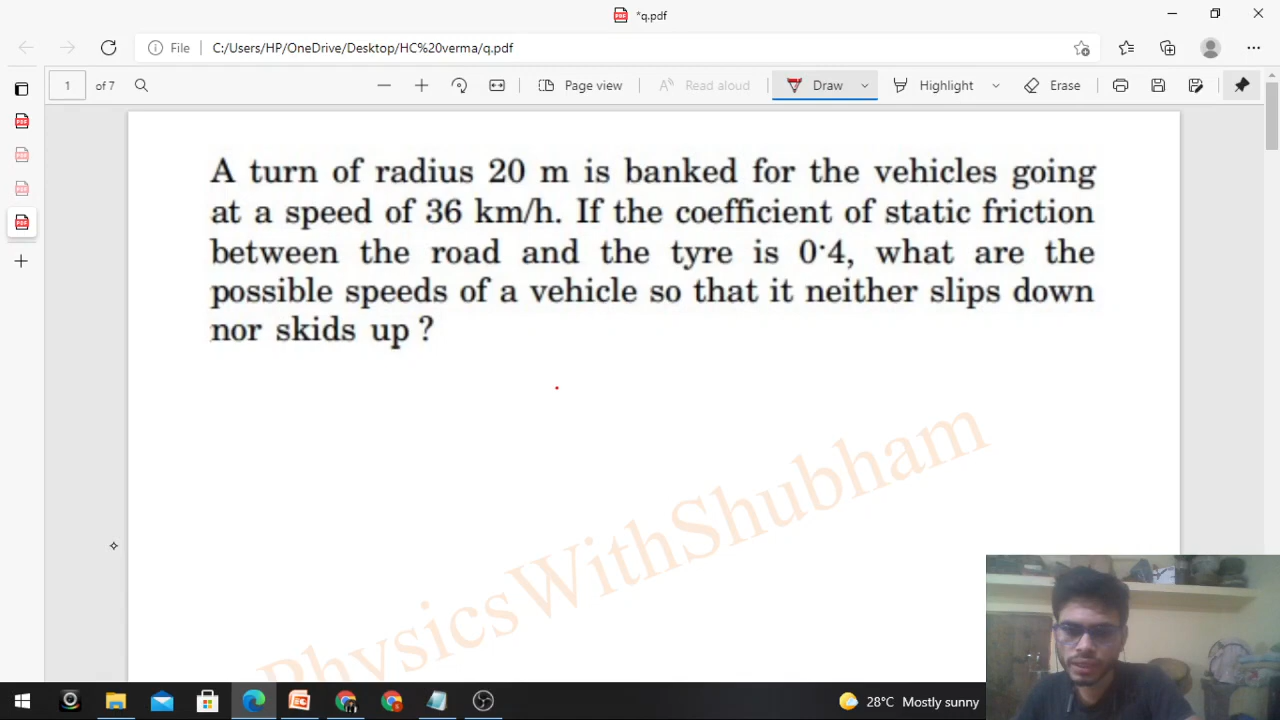 *q.pdf
File C:/Users/HP/OneDrive/Desktop/HC%20verma/q.pdf
1 of 7 Page view Read aloud Draw Highlight Erase
A turn of radius 20 m is banked for the vehicles going
at a speed of 36 km/h. If the coefficient of static friction
between the road and the tyre is 0·4, what are the
possible speeds of a vehicle so that it neither slips down
nor skids up ?
PhysicsWithShubham
28°C Mostly sunny